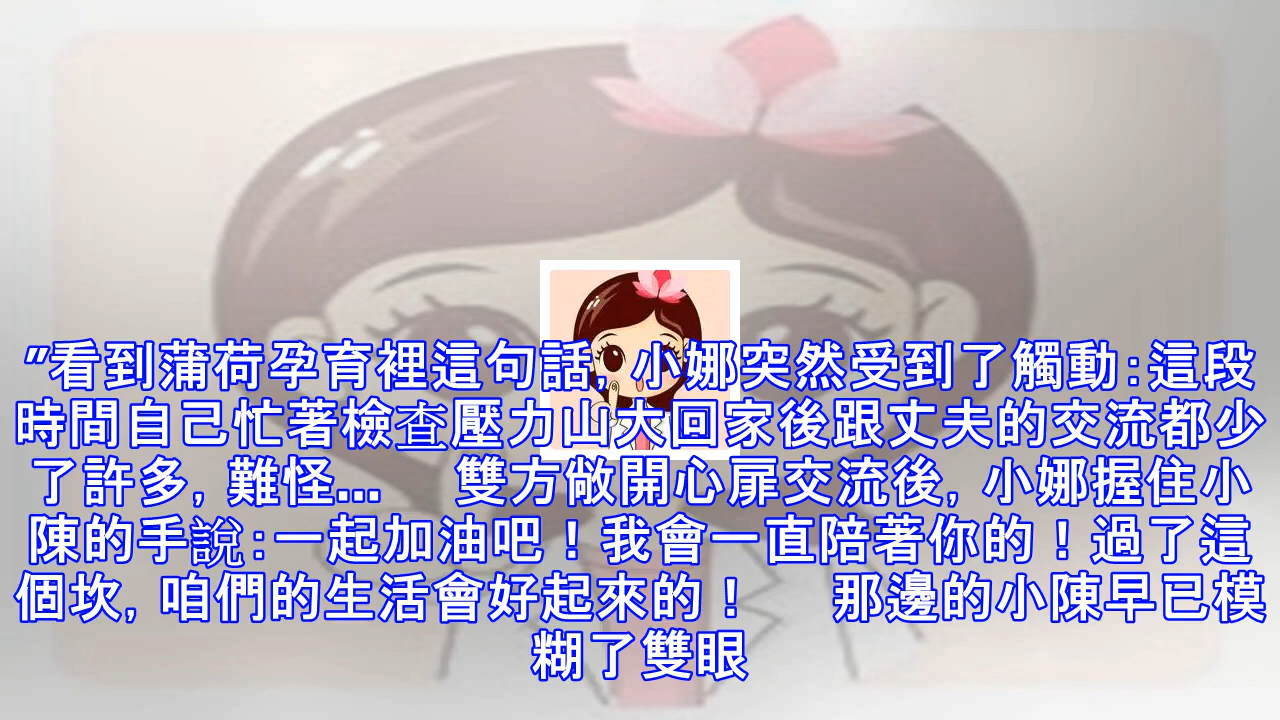 "看到蒲荷孕育裡這句話,小娜突然受到了觸動:這段
時間自己忙著檢查壓力山大回家後跟丈夫的交流都少
了許多,難怪... 雙方敞開心扉交流後,小娜握住小
陳的手說:一起加油吧!我會一直陪著你的!過了這
個坎,咱們的生活會好起來的! 那邊的小陳早已模
糊了雙眼